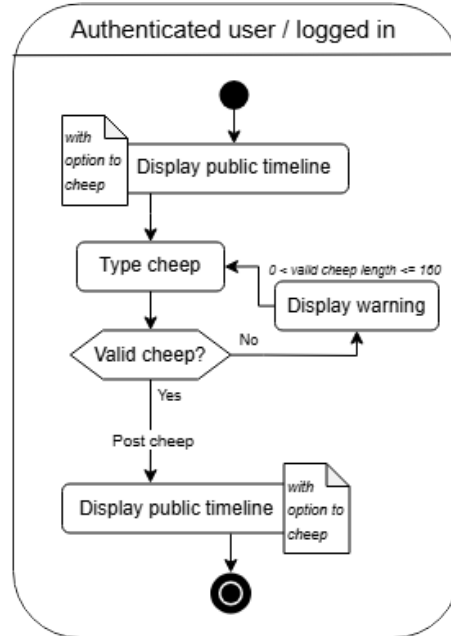 Authenticated user / logged in
with
option to
cheep
Display public timeline
Type cheep
0 < valid cheep length <= 160
Display warning
Valid cheep?
No
Yes
Post cheep
Display public timeline
with
option to
cheep